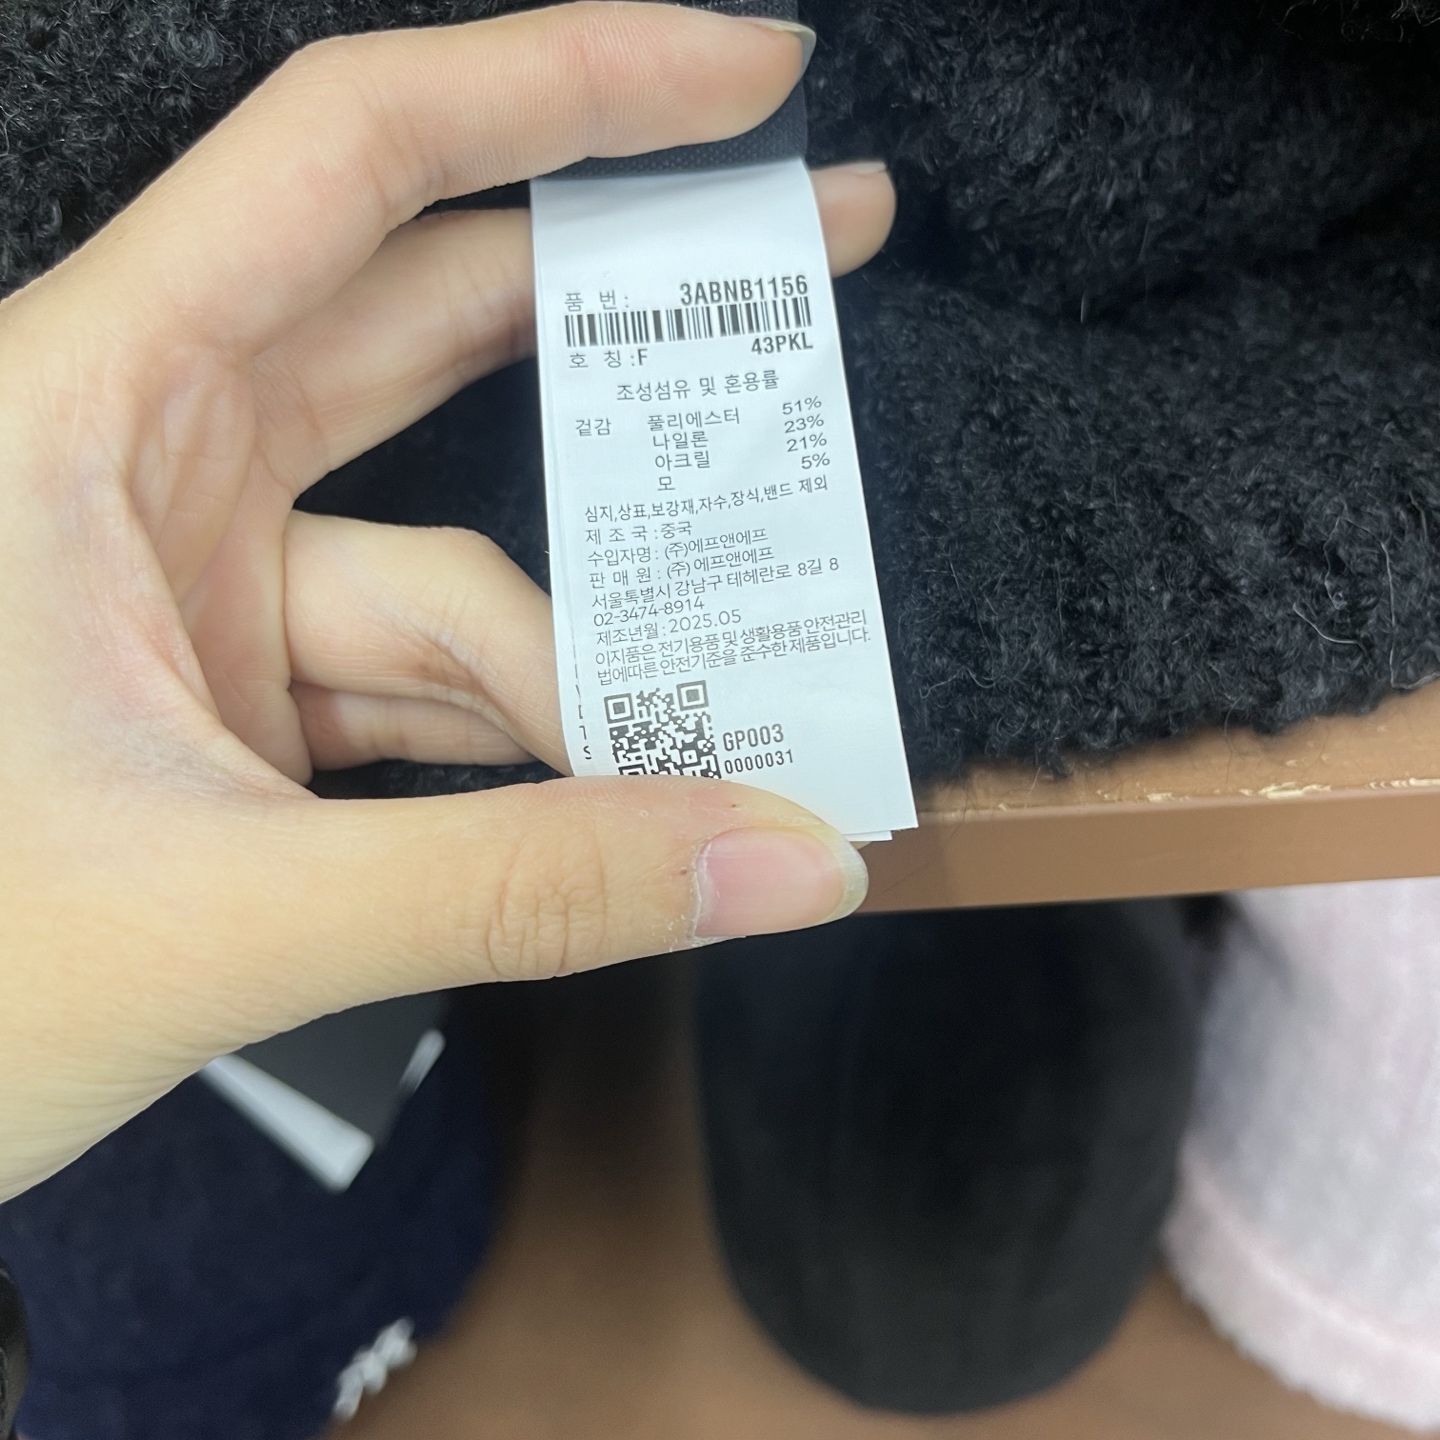 품 번: 3ABNB1156
호 칭:F 43PKL
조성섬유 및 혼용률
겉감 폴리에스터 51%
나일론 23%
아크릴 21%
모 5%
심지,상표,보강재,자수,장식,밴드 제외
제 조 국:중국
수입자명: (주)에프앤에프
판 매 원: (주)에프앤에프
서울특별시 강남구 테헤란로 8길 8
02-3474-8914
제조년월:2025.05
이지품은 전기용품 및 생활용품 안전관리
법에따른 안전기준을 준수한 제품입니다.
GP003
0000031